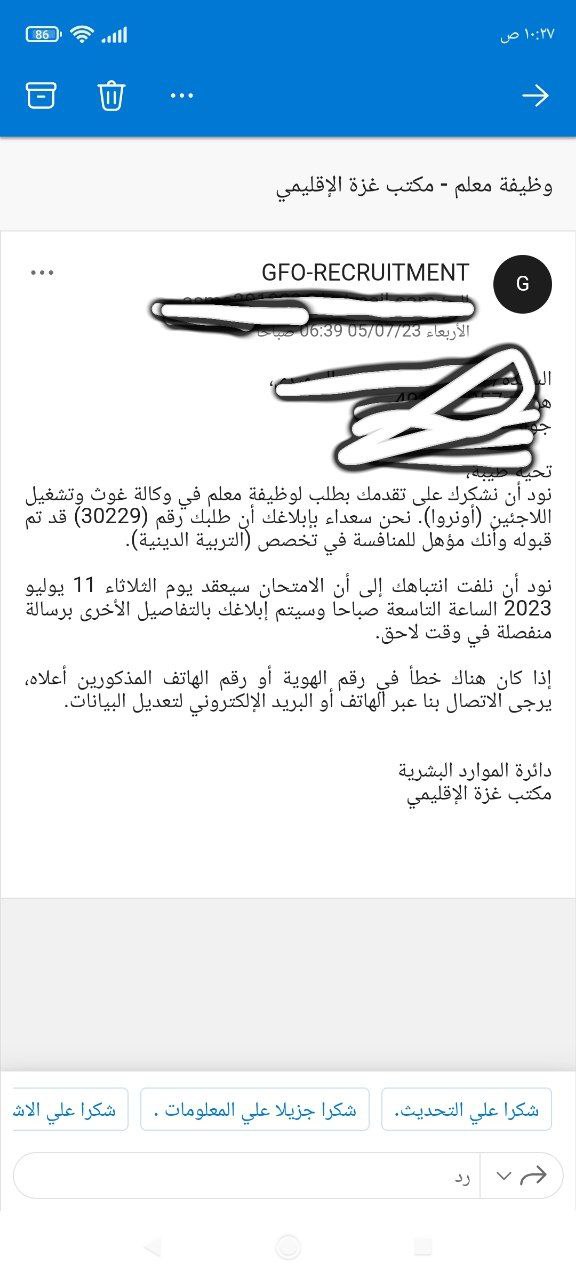 86
١٠:٢٧ ص
وظيفة معلم - مكتب غزة الإقليمي
G
GFO-RECRUITMENT
الأربعاء 05/07/23 06:39 صباحا
تحية طيبة،
نود أن نشكرك على تقدمك بطلب لوظيفة معلم في وكالة غوث وتشغيل
اللاجئين (أونروا). نحن سعداء بإبلاغك أن طلبك رقم (30229) قد تم
قبوله وأنك مؤهل للمنافسة في تخصص (التربية الدينية).
نود أن نلفت انتباهك إلى أن الامتحان سيعقد يوم الثلاثاء 11 يوليو
2023 الساعة التاسعة صباحا وسيتم إبلاغك بالتفاصيل الأخرى برسالة
منفصلة في وقت لاحق.
إذا كان هناك خطأ في رقم الهوية أو رقم الهاتف المذكورين أعلاه،
يرجى الاتصال بنا عبر الهاتف أو البريد الإلكتروني لتعديل البيانات.
دائرة الموارد البشرية
مكتب غزة الإقليمي
شكرا علي التحديث.
شكرا جزيلا علي المعلومات .
شكرا علي الاش
رد